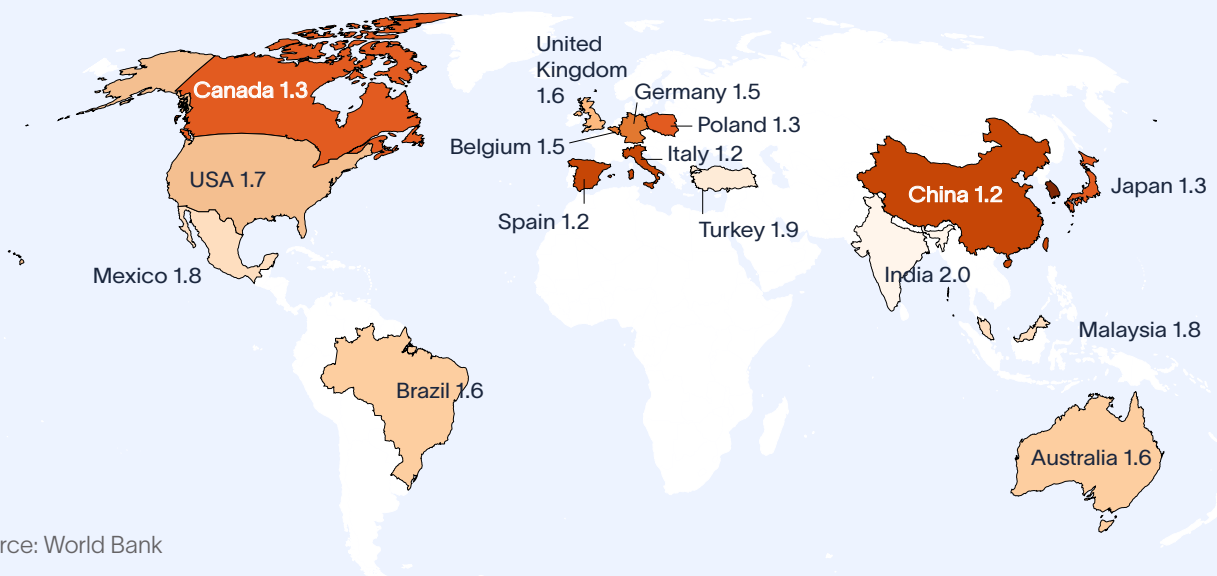 United
Kingdom
1.6
Canada 1.3
Germany 1.5
Poland 1.3
Belgium 1.5
Italy 1.2
USA 1.7
China 1.2
Japan 1.3
Spain 1.2
Turkey 1.9
Mexico 1.8
India 2.0
Malaysia 1.8
Brazil 1.6
Australia 1.6
rce: World Bank